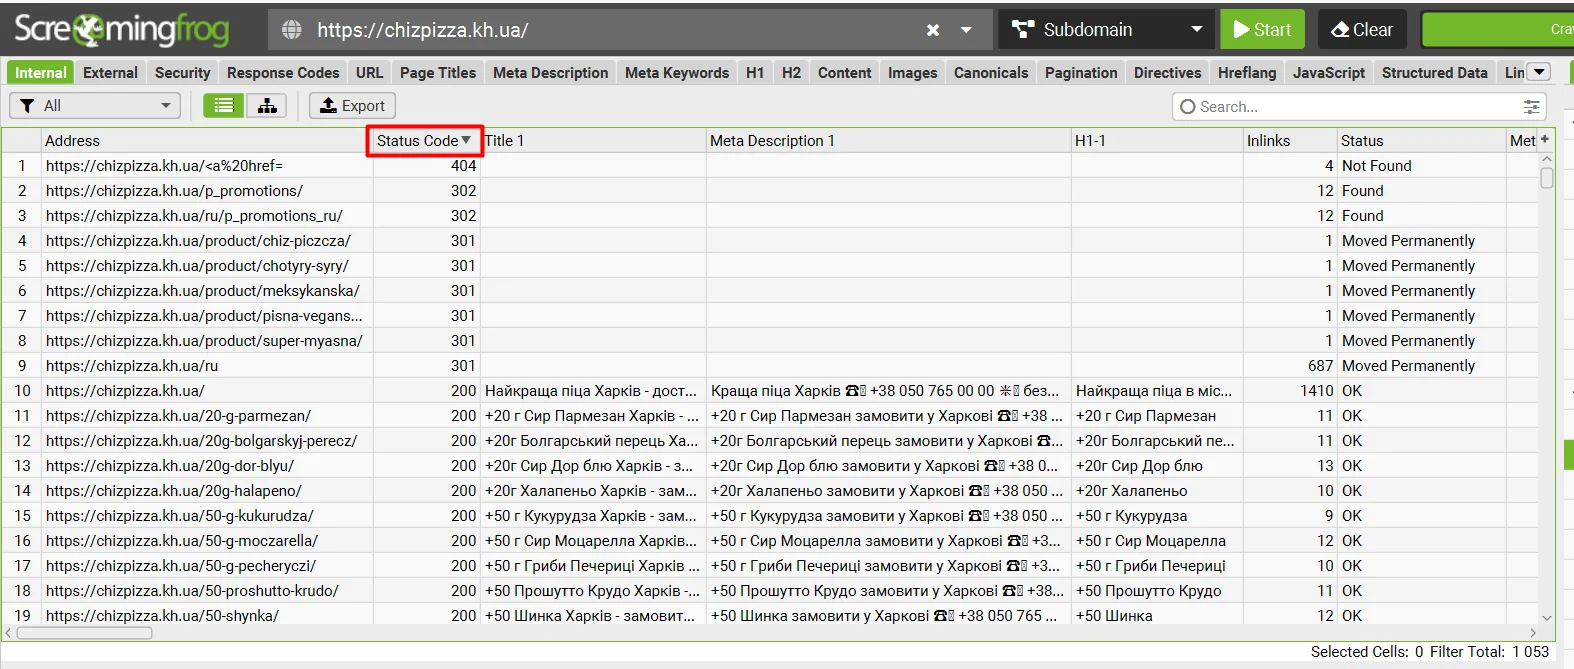 Screamingfrog https://chizpizza.kh.ua/ Subdomain Start Clear
Internal External Security Response Codes URL Page Titles Meta Description Meta Keywords H1 H2 Content Images Canonicals Pagination Directives Hreflang JavaScript Structured Data
All Export Search...
Address Status Code Title 1 Meta Description 1 H1-1 Inlinks Status Met
1 https://chizpizza.kh.ua/<a%20href= 404 4 Not Found
2 https://chizpizza.kh.ua/p_promotions/ 302 12 Found
3 https://chizpizza.kh.ua/ru/p_promotions_ru/ 302 12 Found
4 https://chizpizza.kh.ua/product/chiz-piczcza/ 301 1 Moved Permanently
5 https://chizpizza.kh.ua/product/chotyry-syry/ 301 1 Moved Permanently
6 https://chizpizza.kh.ua/product/meksykanska/ 301 1 Moved Permanently
7 https://chizpizza.kh.ua/product/pisna-vegans... 301 1 Moved Permanently
8 https://chizpizza.kh.ua/product/super-myasna/ 301 1 Moved Permanently
9 https://chizpizza.kh.ua/ru 301 687 Moved Permanently
10 https://chizpizza.kh.ua/ 200 Найкраща піца Харків - дост... Краща піца Харків ☎ +38 050 765 00 00 ✳ без... Найкраща піца в міс... 1410 OK
11 https://chizpizza.kh.ua/20-g-parmezan/ 200 +20 г Сир Пармезан Харків - ... +20 г Сир Пармезан замовити у Харкові ☎ +38 ... +20 г Сир Пармезан 11 OK
12 https://chizpizza.kh.ua/20g-bolgarskyj-perecz/ 200 +20г Болгарський перець Ха... +20г Болгарський перець замовити у Харкові ☎... +20г Болгарський пе... 11 OK
13 https://chizpizza.kh.ua/20g-dor-blyu/ 200 +20г Сир Дор блю Харків - з... +20г Сир Дор блю замовити у Харкові ☎ +38 0... +20г Сир Дор блю 13 OK
14 https://chizpizza.kh.ua/20g-halapeno/ 200 +20г Халапеньо Харків - зам... +20г Халапеньо замовити у Харкові ☎ +38 050 ... +20г Халапеньо 10 OK
15 https://chizpizza.kh.ua/50-g-kukurudza/ 200 +50 г Кукурудза Харків - зам... +50 г Кукурудза замовити у Харкові ☎ +38 050 ... +50 г Кукурудза 9 OK
16 https://chizpizza.kh.ua/50-g-moczarella/ 200 +50 г Сир Моцарелла Харків... +50 г Сир Моцарелла замовити у Харкові ☎ +3... +50 г Сир Моцарелла 12 OK
17 https://chizpizza.kh.ua/50-g-pecheryczi/ 200 +50 г Гриби Печериці Харків ... +50 г Гриби Печериці замовити у Харкові ☎ +3... +50 г Гриби Печериці 10 OK
18 https://chizpizza.kh.ua/50-proshutto-krudo/ 200 +50 Прошутто Крудо Харків -... +50 Прошутто Крудо замовити у Харкові ☎ +38... +50 Прошутто Крудо 11 OK
19 https://chizpizza.kh.ua/50-shynka/ 200 +50 Шинка Харків - замовит... +50 Шинка замовити у Харкові ☎ +38 050 765 ... +50 Шинка 12 OK
Selected Cells: 0 Filter Total: 1 053